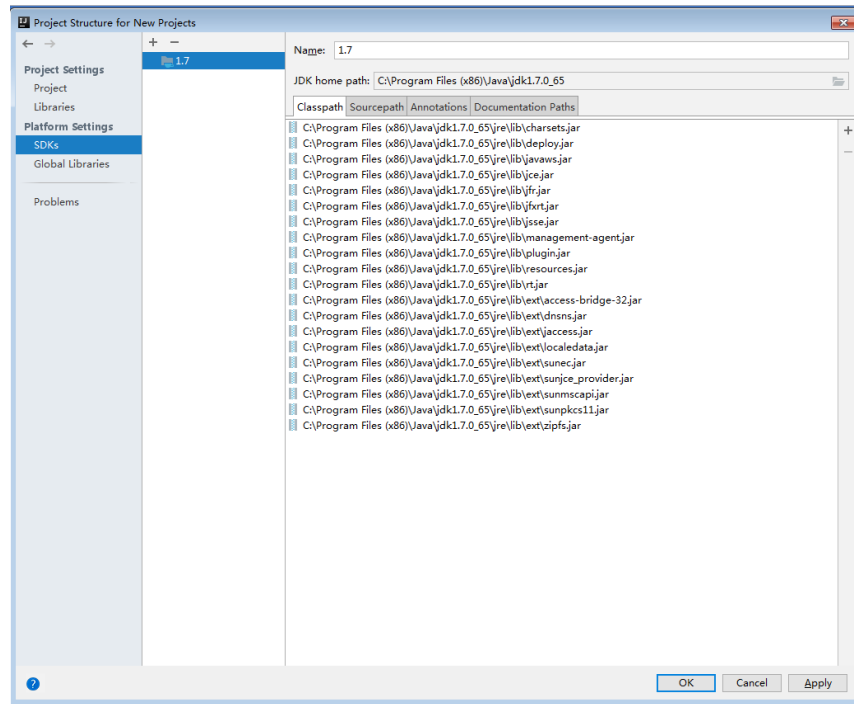 Project Structure for New Projects
Project Settings
Project
Libraries
Platform Settings
SDKs
Global Libraries
Problems
1.7
Name: 1.7
JDK home path: C:\Program Files (x86)\Java\jdk1.7.0_65
Classpath Sourcepath Annotations Documentation Paths
C:\Program Files (x86)\Java\jdk1.7.0_65\jre\lib\charsets.jar
C:\Program Files (x86)\Java\jdk1.7.0_65\jre\lib\deploy.jar
C:\Program Files (x86)\Java\jdk1.7.0_65\jre\lib\javaws.jar
C:\Program Files (x86)\Java\jdk1.7.0_65\jre\lib\jce.jar
C:\Program Files (x86)\Java\jdk1.7.0_65\jre\lib\jfr.jar
C:\Program Files (x86)\Java\jdk1.7.0_65\jre\lib\jfxrt.jar
C:\Program Files (x86)\Java\jdk1.7.0_65\jre\lib\jsse.jar
C:\Program Files (x86)\Java\jdk1.7.0_65\jre\lib\management-agent.jar
C:\Program Files (x86)\Java\jdk1.7.0_65\jre\lib\plugin.jar
C:\Program Files (x86)\Java\jdk1.7.0_65\jre\lib\resources.jar
C:\Program Files (x86)\Java\jdk1.7.0_65\jre\lib\rt.jar
C:\Program Files (x86)\Java\jdk1.7.0_65\jre\lib\ext\access-bridge-32.jar
C:\Program Files (x86)\Java\jdk1.7.0_65\jre\lib\ext\dnsns.jar
C:\Program Files (x86)\Java\jdk1.7.0_65\jre\lib\ext\jaccess.jar
C:\Program Files (x86)\Java\jdk1.7.0_65\jre\lib\ext\localedata.jar
C:\Program Files (x86)\Java\jdk1.7.0_65\jre\lib\ext\sunec.jar
C:\Program Files (x86)\Java\jdk1.7.0_65\jre\lib\ext\sunjce_provider.jar
C:\Program Files (x86)\Java\jdk1.7.0_65\jre\lib\ext\sunmscapi.jar
C:\Program Files (x86)\Java\jdk1.7.0_65\jre\lib\ext\sunpkcs11.jar
C:\Program Files (x86)\Java\jdk1.7.0_65\jre\lib\ext\zipfs.jar
OK Cancel Apply